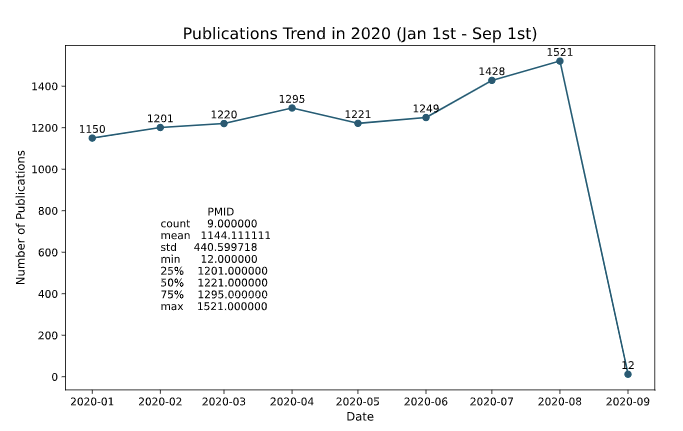 Publications Trend in 2020 (Jan 1st - Sep 1st)
1521
1428
1295
1249
1220
1221
1201
1150
12
Number of Publications
1400
1200
1000
800
600
400
200
0
PMID
count 9.000000
mean 1144.111111
std 440.599718
min 12.000000
25% 1201.000000
50% 1221.000000
75% 1295.000000
max 1521.000000
2020-01 2020-02 2020-03 2020-04 2020-05 2020-06 2020-07 2020-08 2020-09
Date